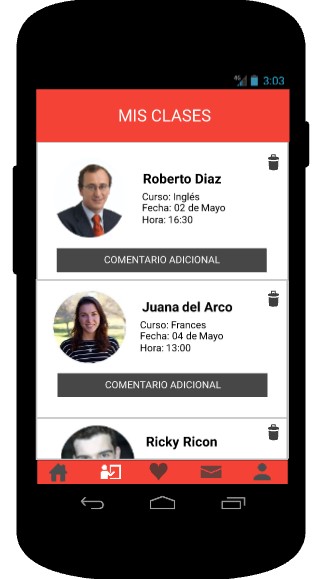 4G 3:03
MIS CLASES
Roberto Diaz
Curso: Inglés
Fecha: 02 de Mayo
Hora: 16:30
COMENTARIO ADICIONAL
Juana del Arco
Curso: Frances
Fecha: 04 de Mayo
Hora: 13:00
COMENTARIO ADICIONAL
Ricky Ricon